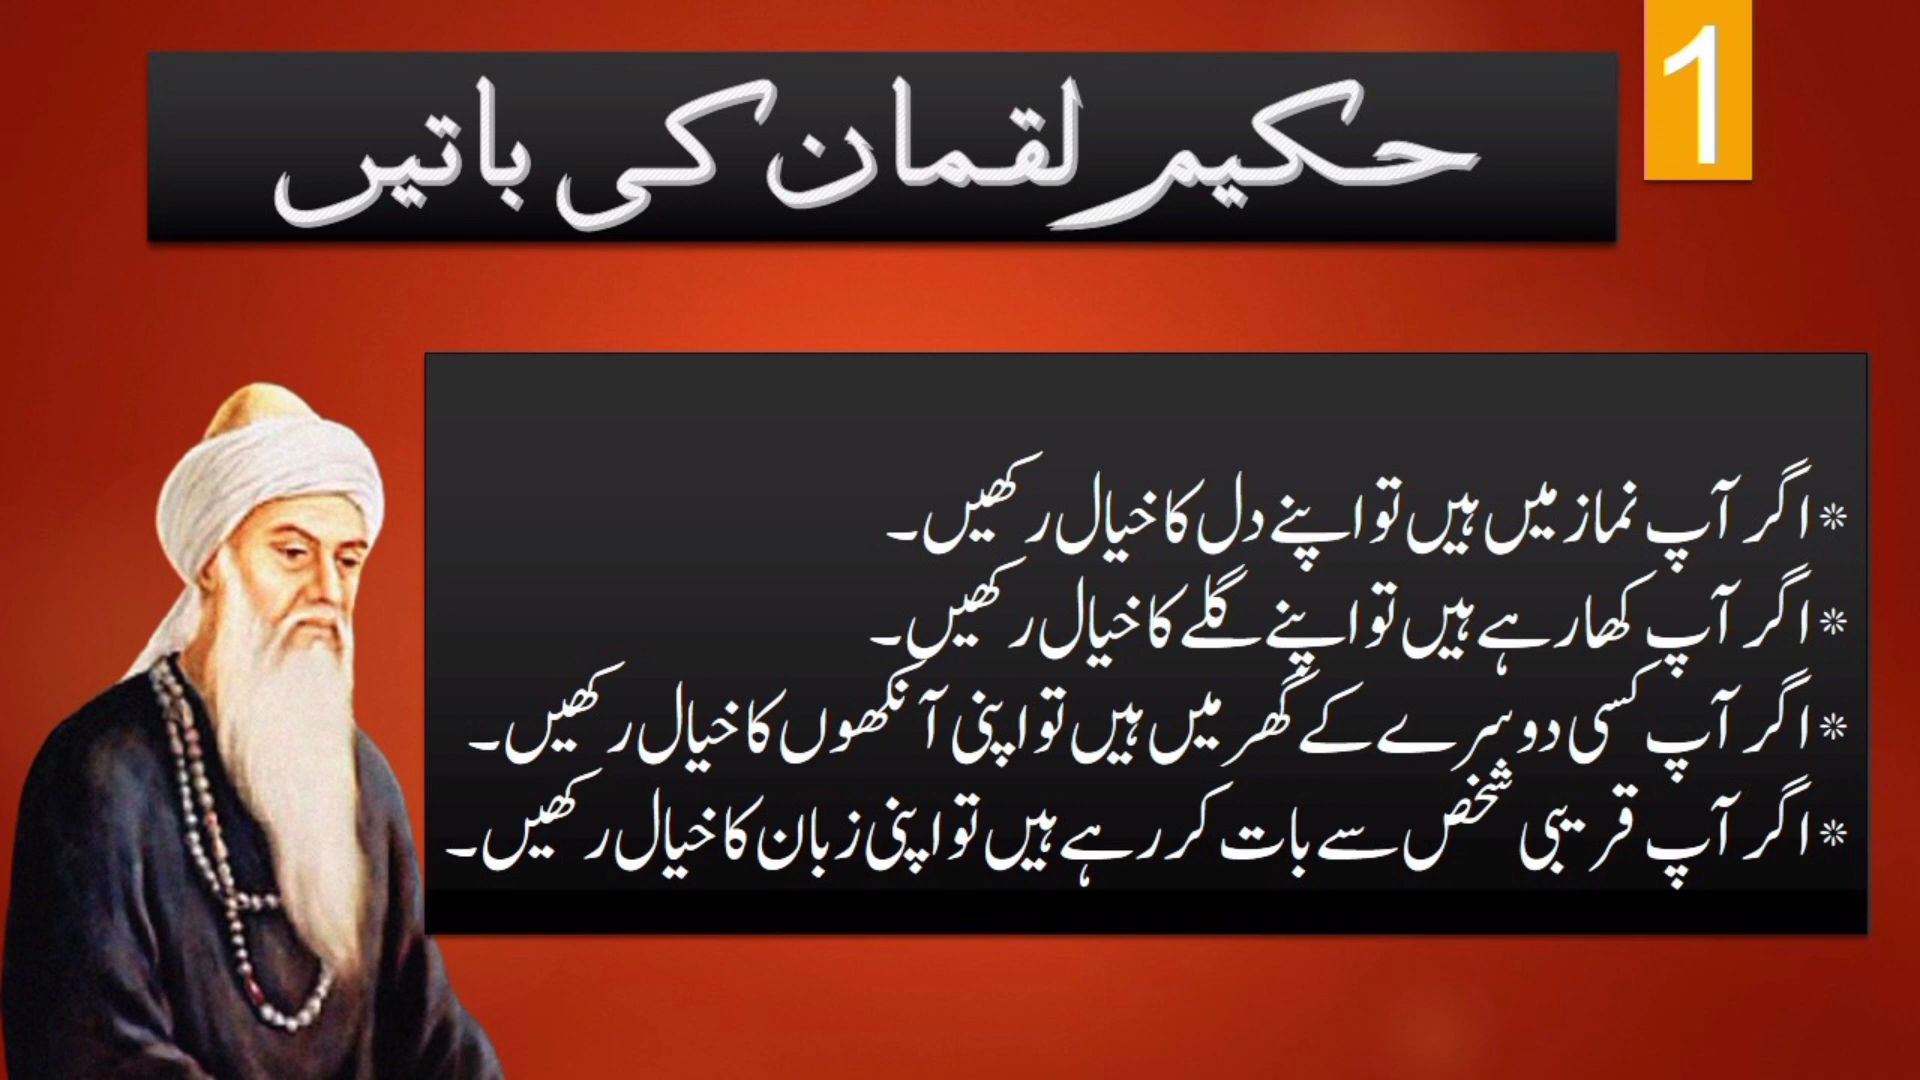 1
حکیم لقمان کی باتیں
* اگر آپ نماز میں ہیں تو اپنے دل کا خیال رکھیں۔
* اگر آپ کھا رہے ہیں تو اپنے گلے کا خیال رکھیں۔
* اگر آپ کسی دوسرے کے گھر میں ہیں تو اپنی آنکھوں کا خیال رکھیں۔
* اگر آپ قریبی شخص سے بات کر رہے ہیں تو اپنی زبان کا خیال رکھیں۔